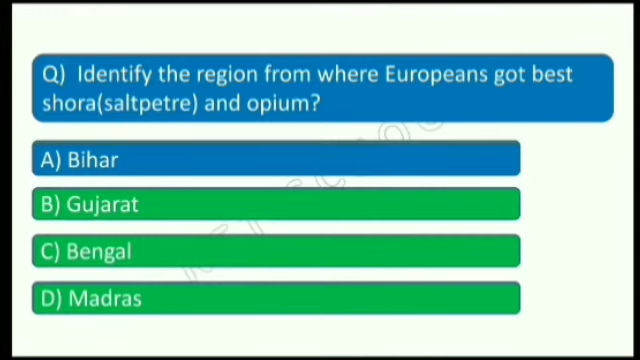 Q)  Identify the region from where Europeans got best
shora(saltpetre) and opium?
A) Bihar
B) Gujarat
C) Bengal
D) Madras